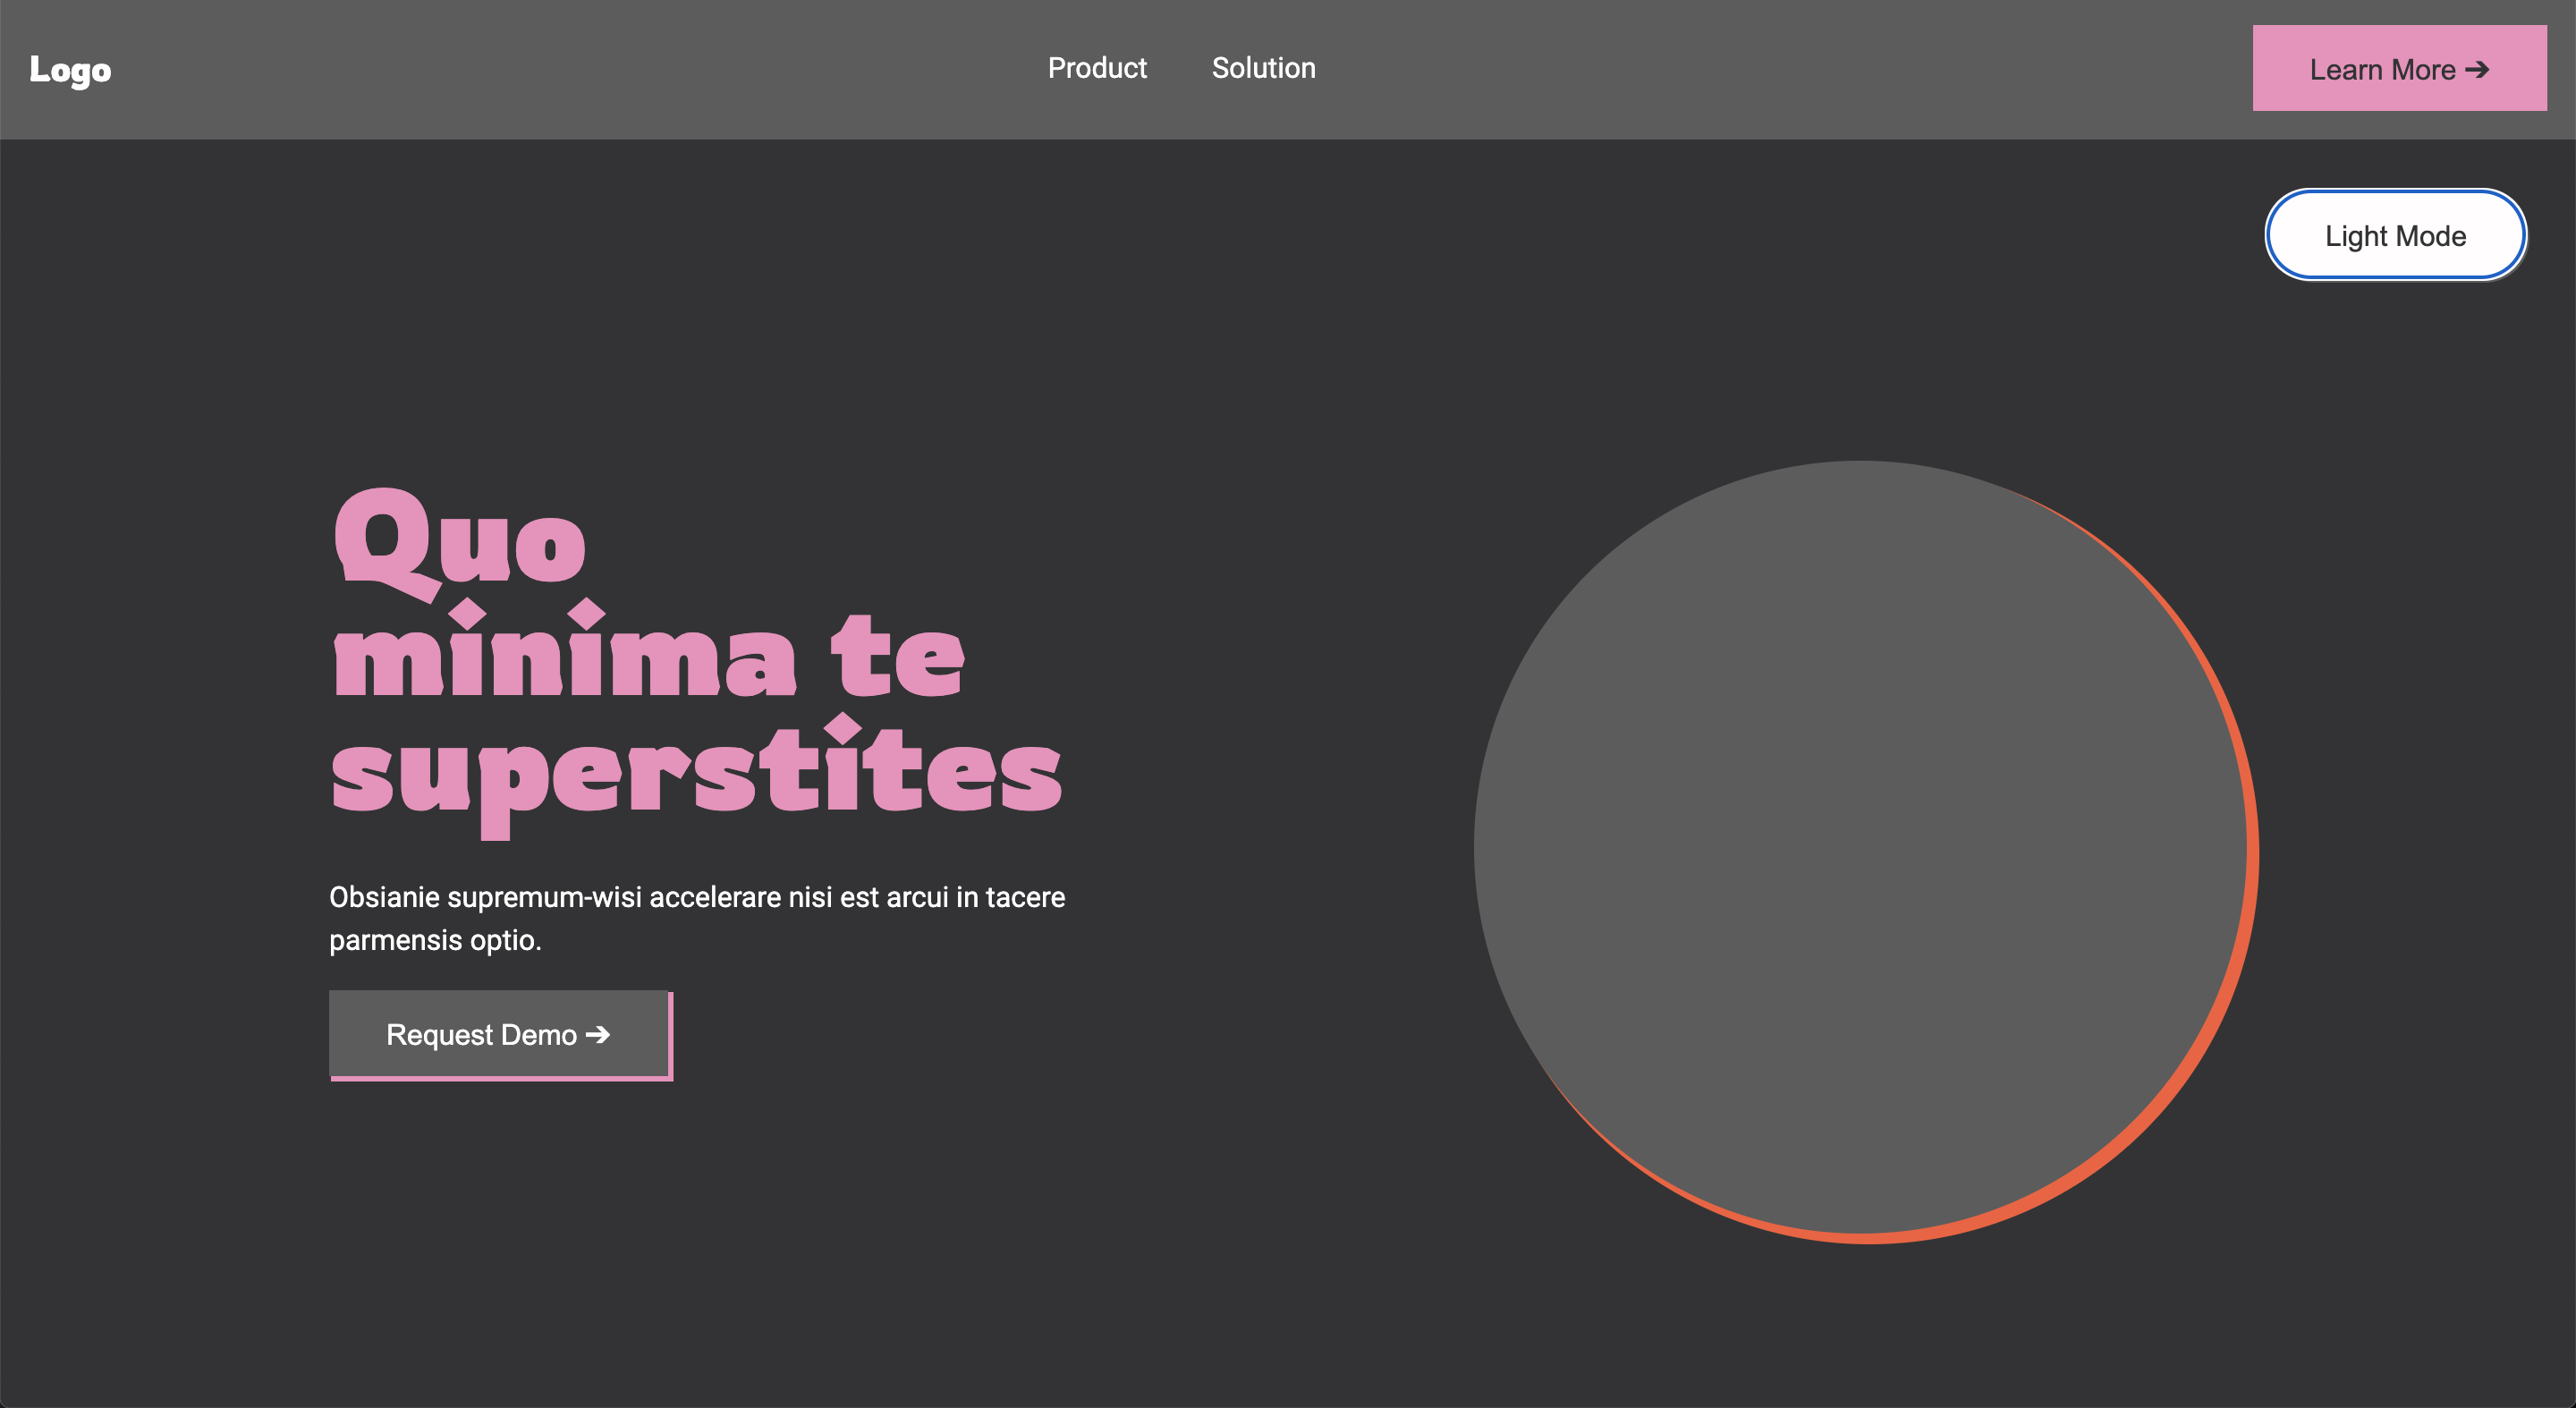 Logo
Product
Solution
Learn More ➔
Light Mode
Quo
minima te
superstites
Obsianie supremum-wisi accelerare nisi est arcui in tacere
parmensis optio.
Request Demo ➔